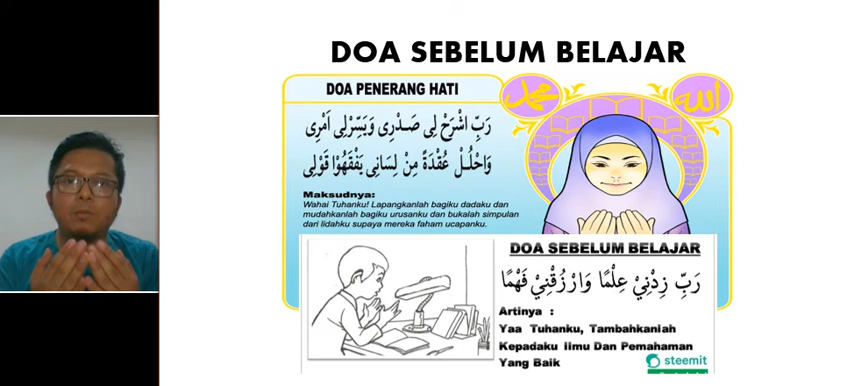 DOA SEBELUM BELAJAR
DOA PENERANG HATI
محمد
الله
رَبِّ اشْرَحْ لِى صَدْرِى وَيَسِّرْلِى اَمْرِى
وَاحْلُلْ عُقْدَةً مِنْ لِسَانِى يَفْقَهُوْا قَوْلِى
Maksudnya:
Wahai Tuhanku! Lapangkanlah bagiku dadaku dan
mudahkanlah bagiku urusanku dan bukalah simpulan
dari lidahku supaya mereka faham ucapanku.
DOA SEBELUM BELAJAR
رَبِّ زِدْنِيْ عِلْمًا وَارْزُقْنِيْ فَهْمًا
Artinya :
Yaa Tuhanku, Tambahkanlah
Kepadaku Ilmu Dan Pemahaman
Yang Baik
steemit